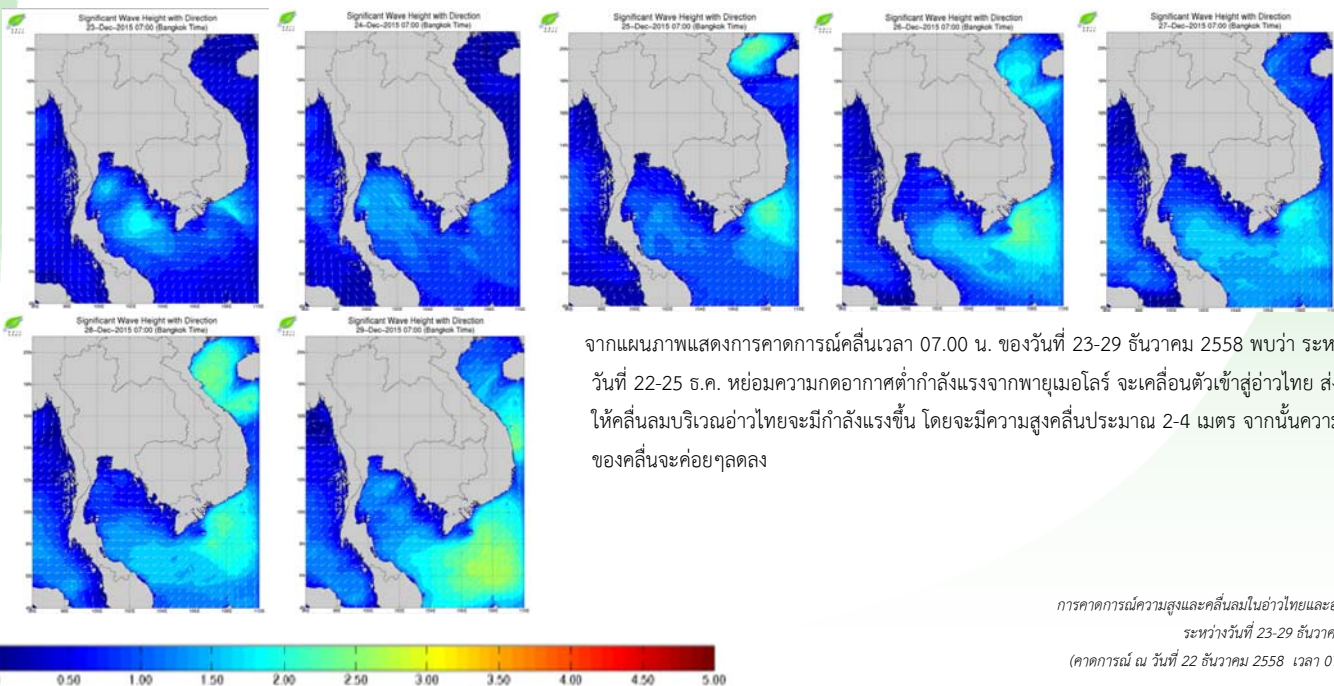 Significant Wave Height with Direction
23-Dec-2015 07:00 (Bangkok Time)
Significant Wave Height with Direction
24-Dec-2015 07:00 (Bangkok Time)
Significant Wave Height with Direction
25-Dec-2015 07:00 (Bangkok Time)
Significant Wave Height with Direction
26-Dec-2015 07:00 (Bangkok Time)
Significant Wave Height with Direction
27-Dec-2015 07:00 (Bangkok Time)
Significant Wave Height with Direction
28-Dec-2015 07:00 (Bangkok Time)
Significant Wave Height with Direction
29-Dec-2015 07:00 (Bangkok Time)
จากแผนภาพแสดงการคาดการณ์คลื่นเวลา 07.00 น. ของวันที่ 23-29 ธันวาคม 2558 พบว่า ระห
วันที่ 22-25 ธ.ค. หย่อมความกดอากาศต่ำกำลังแรงจากพายุเมอโลร์ จะเคลื่อนตัวเข้าสู่อ่าวไทย ส่
ให้คลื่นลมบริเวณอ่าวไทยจะมีกำลังแรงขึ้น โดยจะมีความสูงคลื่นประมาณ 2-4 เมตร จากนั้นความ
ของคลื่นจะค่อยๆลดลง
การคาดการณ์ความสูงและคลื่นลมในอ่าวไทยและ
ระหว่างวันที่ 23-29 ธันวาค
(คาดการณ์ ณ วันที่ 22 ธันวาคม 2558 เวลา 0
0.50 1.00 1.50 2.00 2.50 3.00 3.50 4.00 4.50 5.00